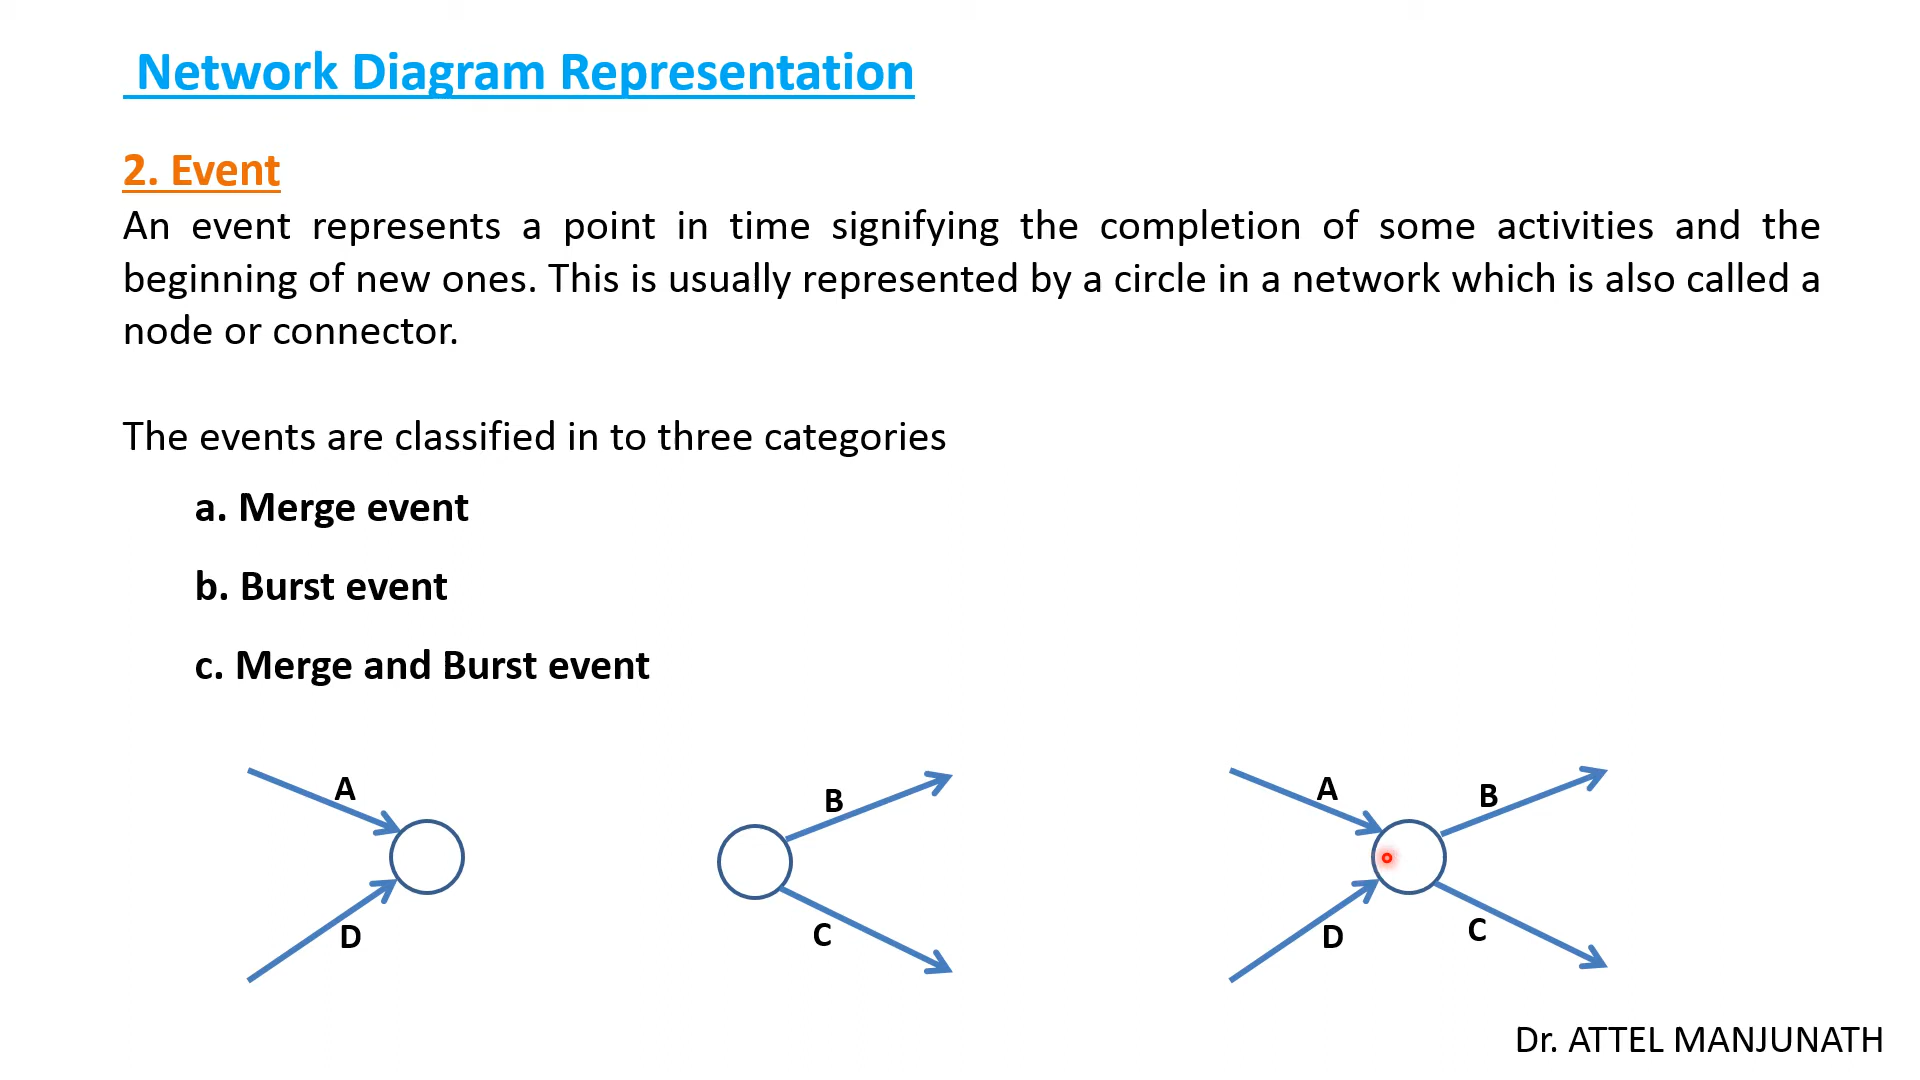 Network Diagram Representation
2. Event
An event represents a point in time signifying the completion of some activities and the
beginning of new ones. This is usually represented by a circle in a network which is also called a
node or connector.
The events are classified in to three categories
a. Merge event
b. Burst event
c. Merge and Burst event
A
D
B
C
A
D
B
C
Dr. ATTEL MANJUNATH